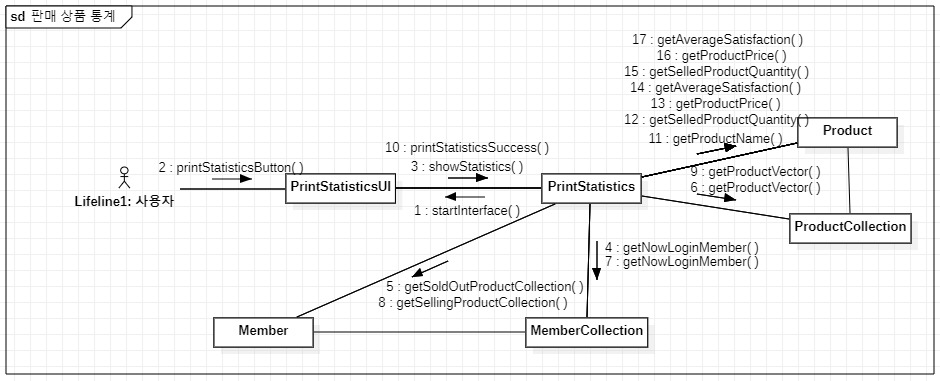 sd 판매 상품 통계
17 : getAverageSatisfaction( )
16 : getProductPrice( )
15 : getSelledProductQuantity( )
14 : getAverageSatisfaction( )
13 : getProductPrice( )
12 : getSelledProductQuantity( )
11 : getProductName( )
Product
10 : printStatisticsSuccess( )
3 : showStatistics( )
2 : printStatisticsButton( )
9 : getProductVector( )
6 : getProductVector( )
PrintStatisticsUI
PrintStatistics
Lifeline1: 사용자
1 : startInterface( )
ProductCollection
4 : getNowLoginMember( )
7 : getNowLoginMember( )
5 : getSoldOutProductCollection( )
8 : getSellingProductCollection( )
Member
MemberCollection